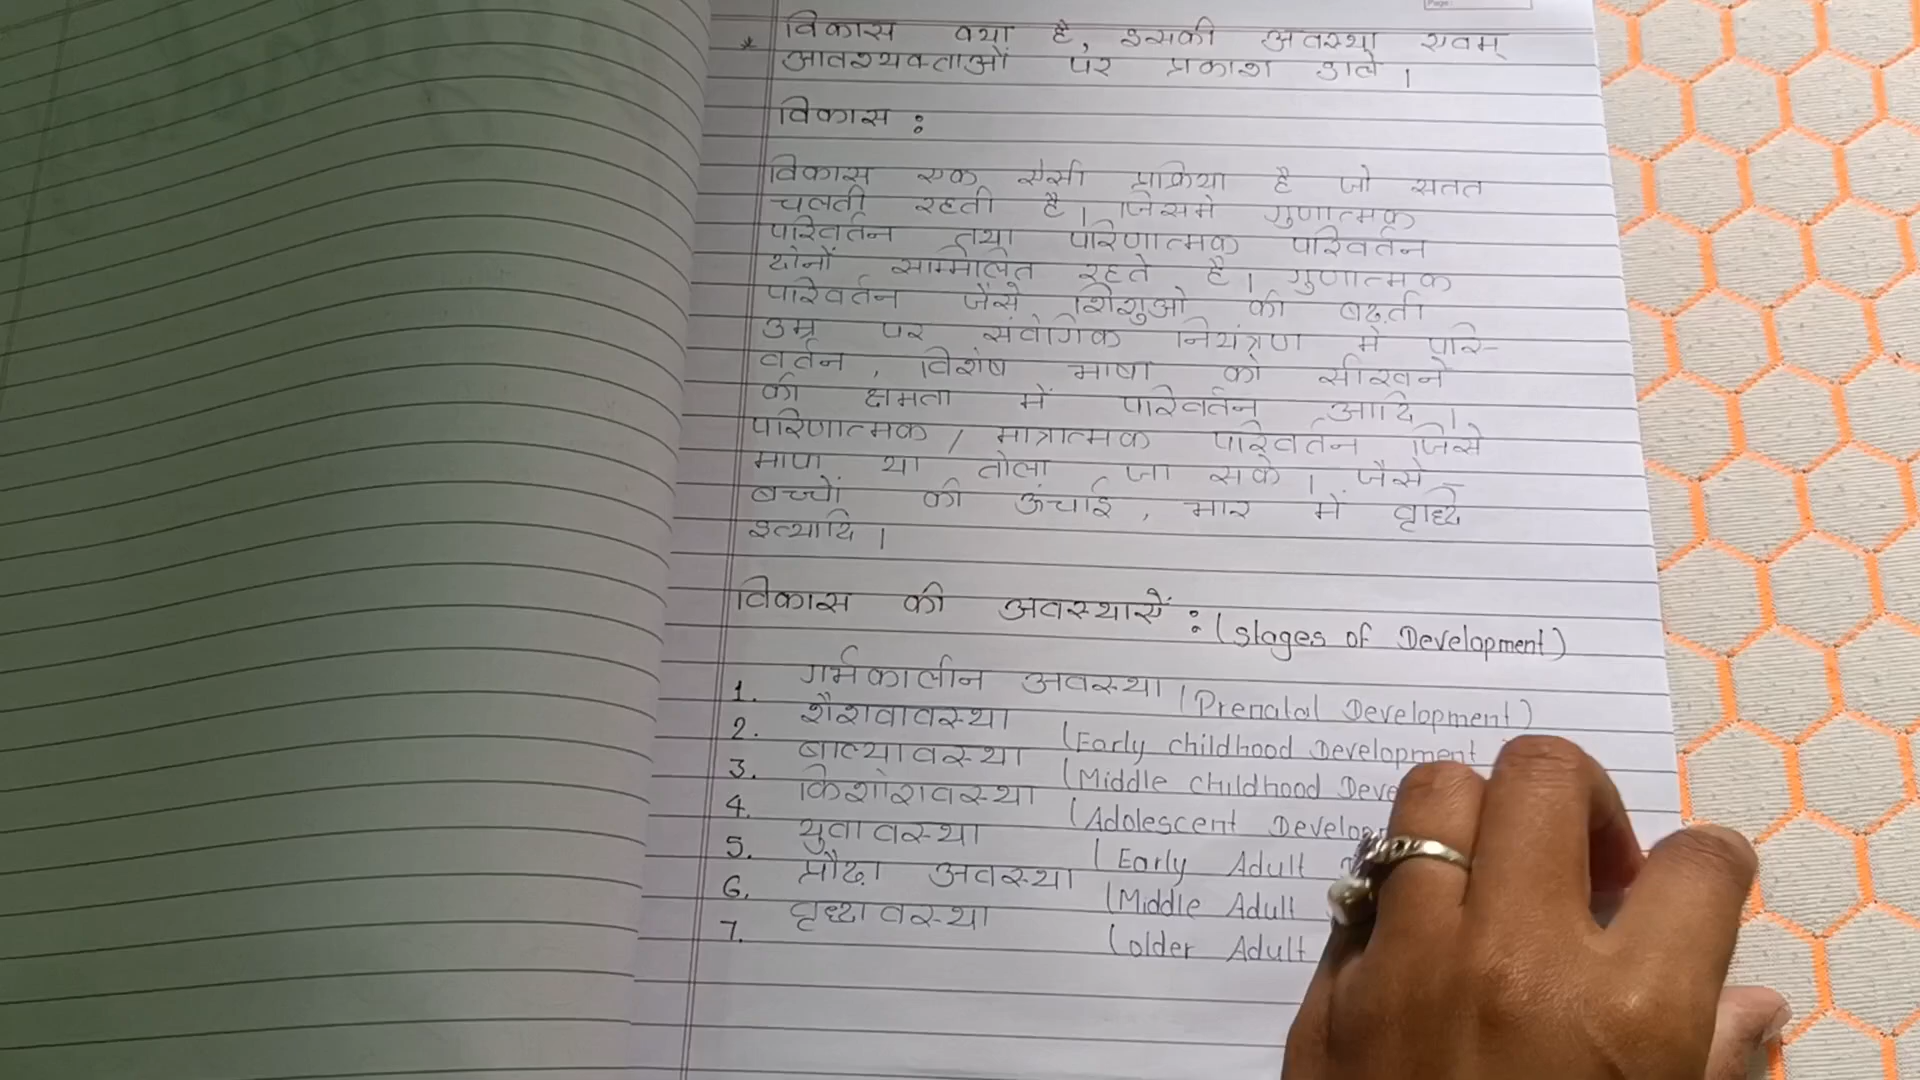 Page:
* विकास क्या है, इसकी अवस्था एवम्
आवश्यकताओं पर प्रकाश डाले।
विकास :
विकास एक ऐसी प्रक्रिया है जो सतत
चलती रहती है। जिसमे गुणात्मक
परिवर्तन तथा परिणात्मक परिवर्तन
दोनों सम्मिलित रहते है। गुणात्मक
परिवर्तन जैसे शिशुओ की बढ़ती
उम्र पर संवेगिक नियंत्रण मे परि-
वर्तन, विशेष भाषा को सीखने
की क्षमता में परिवर्तन आदि।
परिणात्मक / मात्रात्मक परिवर्तन जिसे
मापा या तोला जा सके। जैसे -
बच्चों की ऊंचाई, भार में वृध्दि
इत्यादि।
विकास की अवस्थायें : (Stages of Development)
1. गर्भकालीन अवस्था (Prenatal Development)
2. शैशवावस्था (Early childhood Development
3. बाल्यावस्था (Middle Childhood Deve
4. किशोरावस्था (Adolescent Develop
5. युवावस्था (Early Adult
6. प्रौढ़ा अवस्था (Middle Adult
7. वृध्दावस्था (older Adult